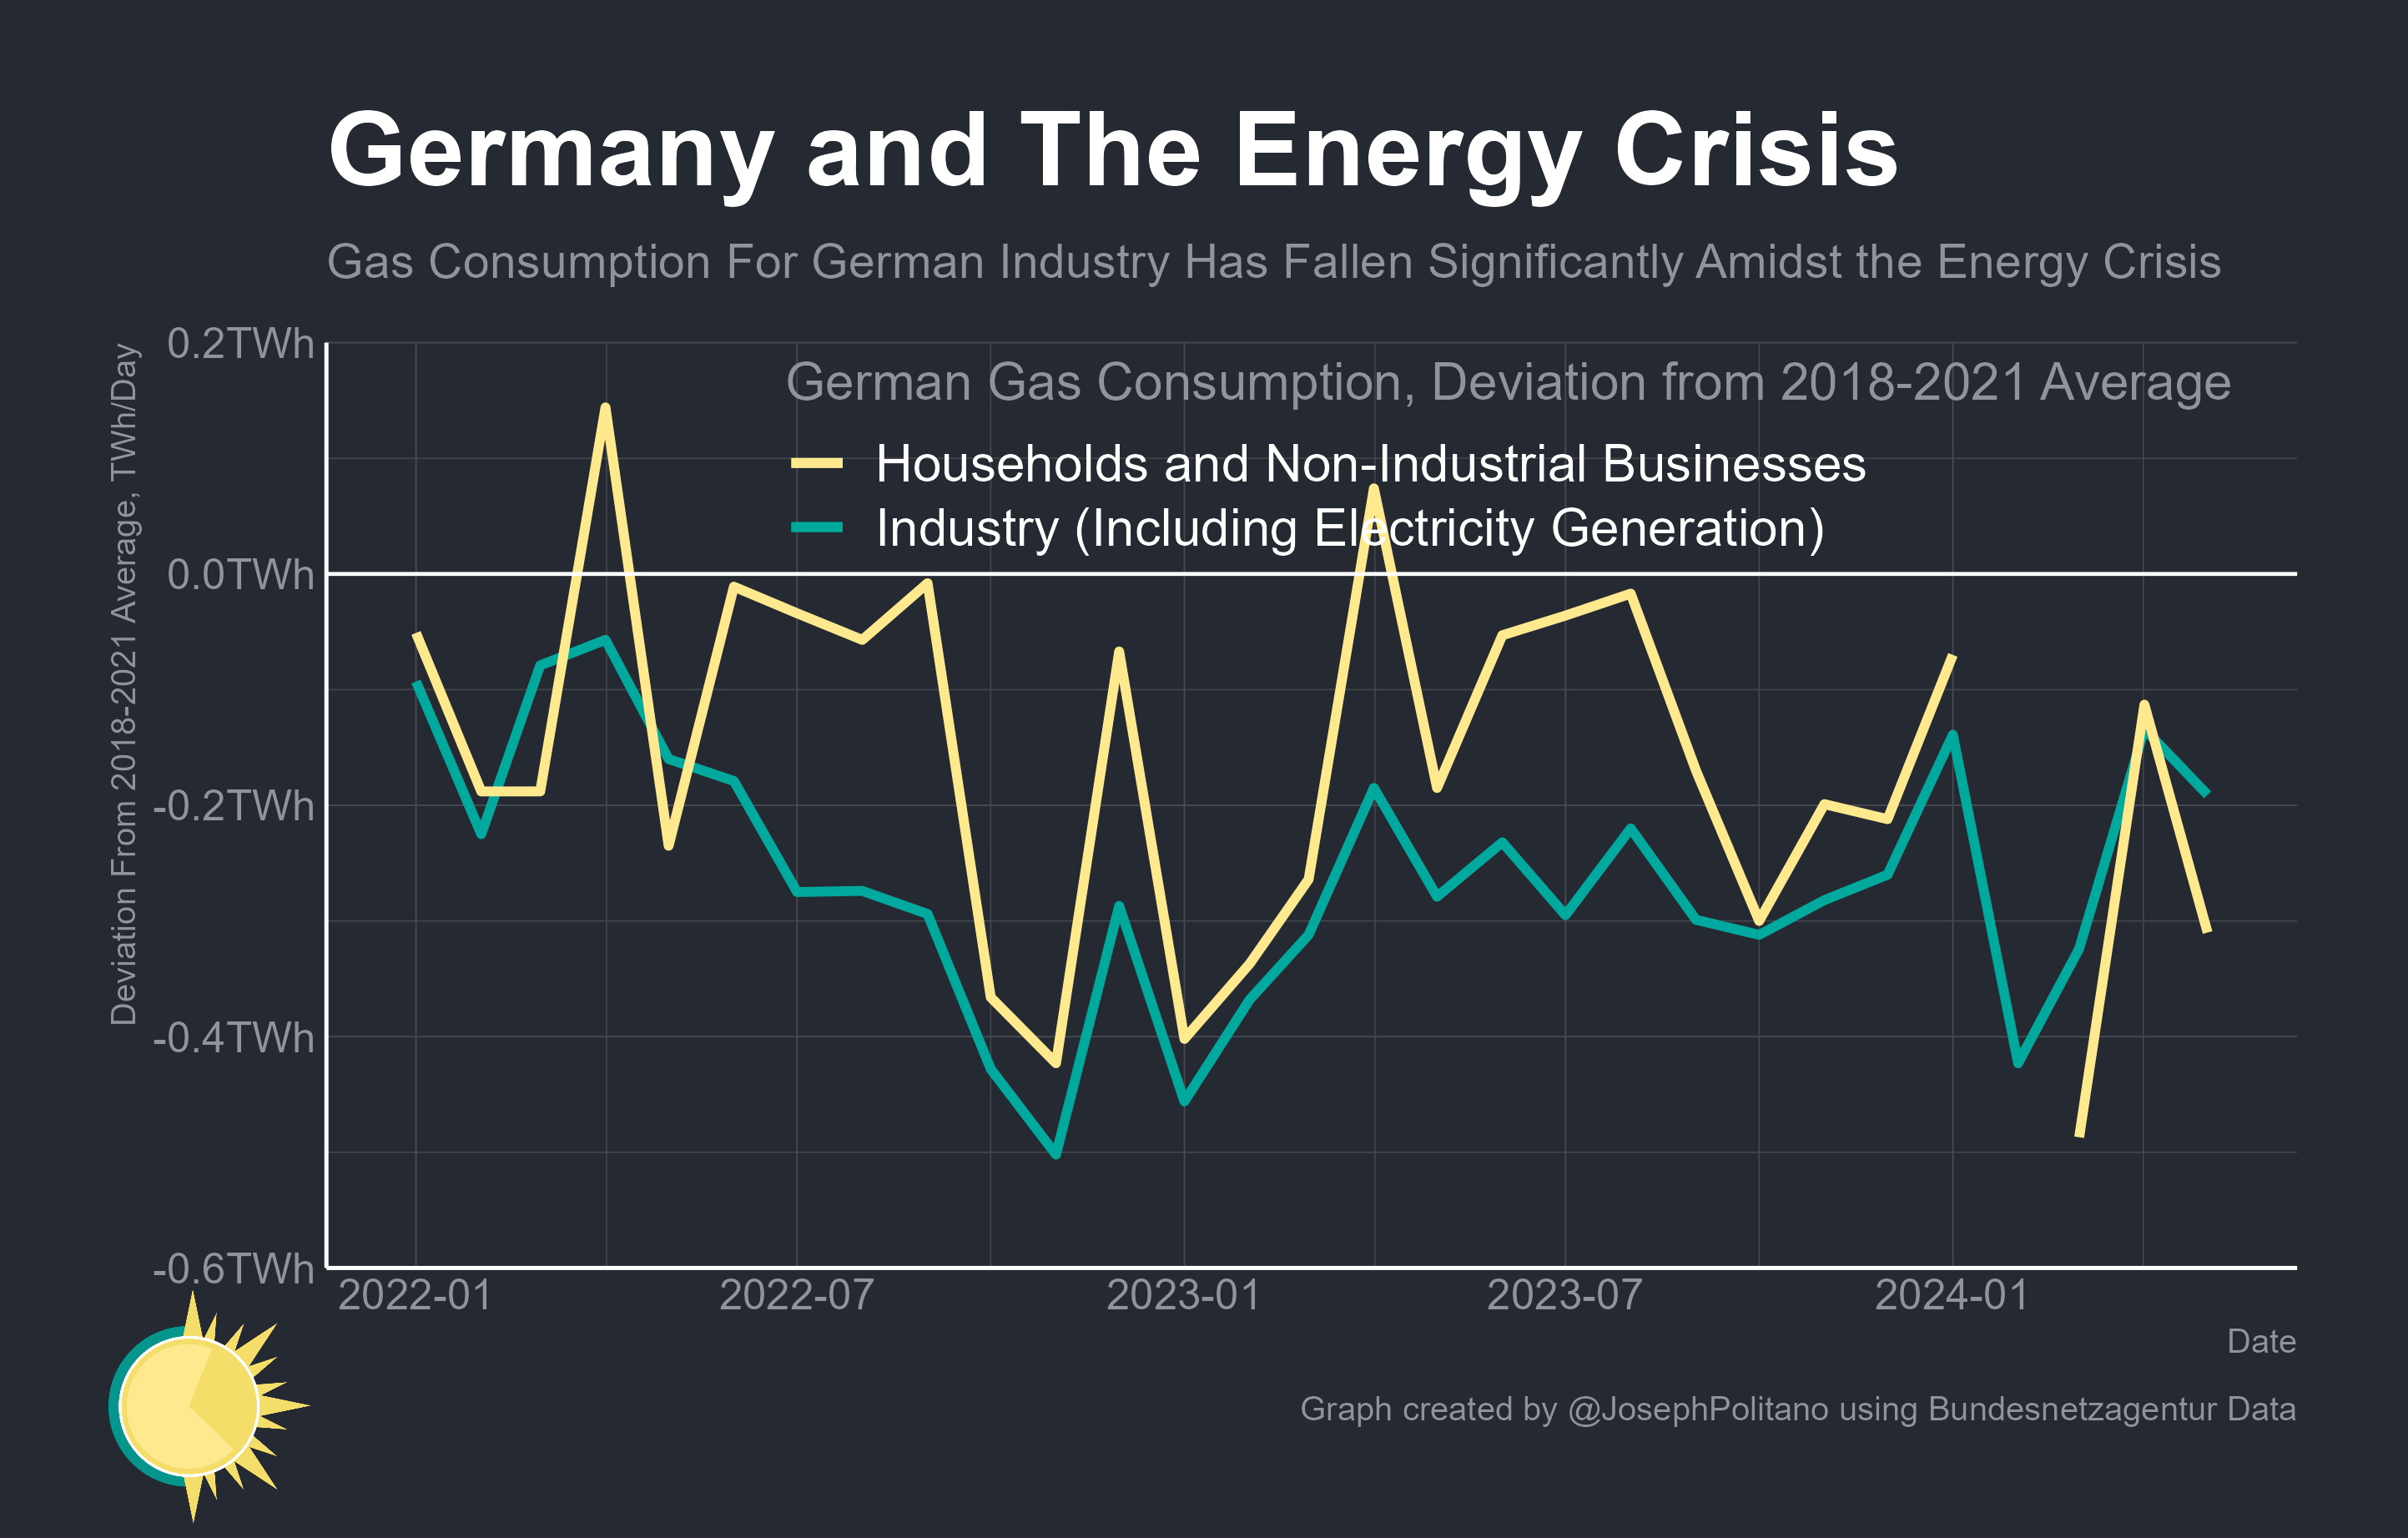 Germany and The Energy Crisis
Gas Consumption For German Industry Has Fallen Significantly Amidst the Energy Crisis
Deviation From 2018-2021 Average, TWh/Day
0.2TWh
0.0TWh
-0.2TWh
-0.4TWh
-0.6TWh
German Gas Consumption, Deviation from 2018-2021 Average
Households and Non-Industrial Businesses
Industry (Including Electricity Generation)
2022-01
2022-07
2023-01
2023-07
2024-01
Date
Graph created by @JosephPolitano using Bundesnetzagentur Data